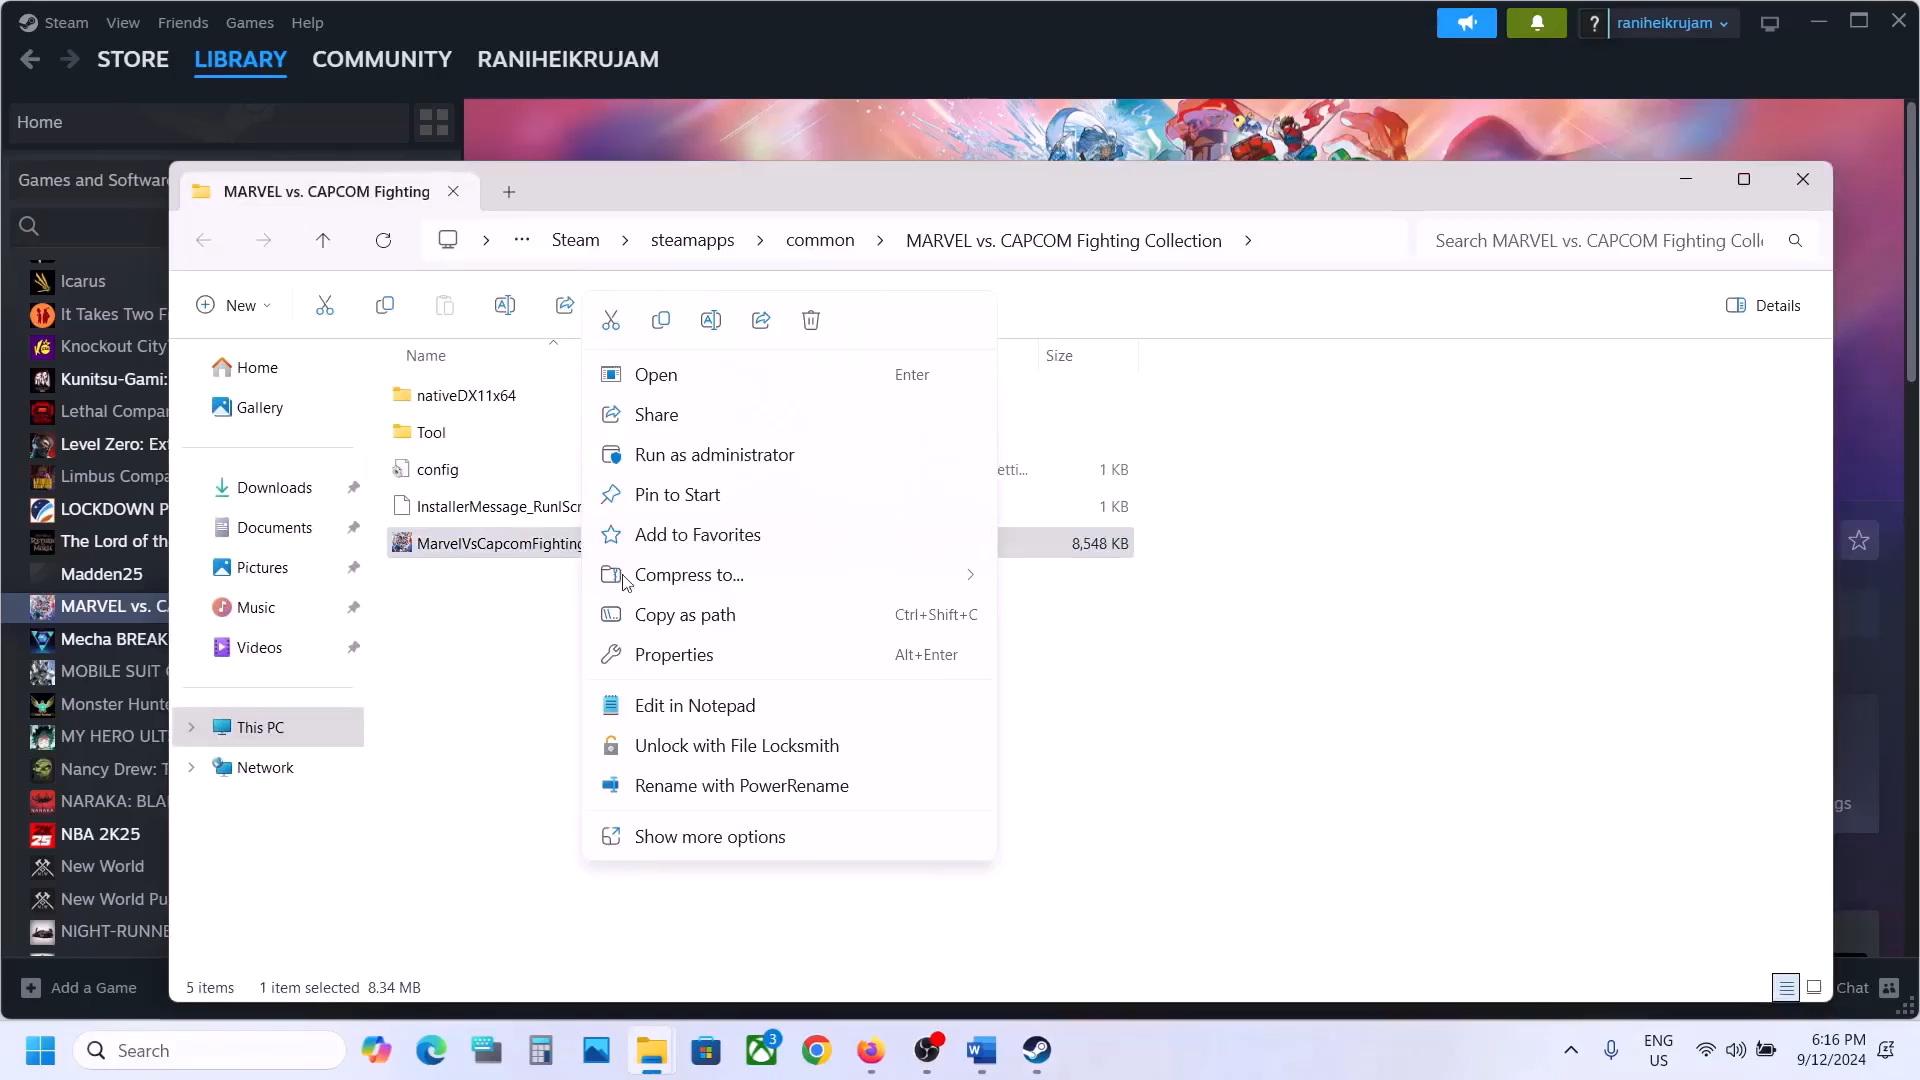 Steam View Friends Games Help
? raniheikrujam
STORE LIBRARY COMMUNITY RANIHEIKRUJAM
Home
Games and Softwar
MARVEL vs. CAPCOM Fighting
... Steam > steamapps > common > MARVEL vs. CAPCOM Fighting Collection >
Search MARVEL vs. CAPCOM Fighting Coll
New
Details
Name
Size
Icarus
It Takes Two F
Knockout City
Kunitsu-Gami:
Lethal Compa
Level Zero: Ex
Limbus Compa
LOCKDOWN P
The Lord of th
Madden25
MARVEL vs. C
Mecha BREAK
MOBILE SUIT
Monster Hunt
MY HERO ULT
Nancy Drew: T
NARAKA: BLA
NBA 2K25
New World
New World Pu
NIGHT-RUNNE
Add a Game
Home
Gallery
Downloads
Documents
Pictures
Music
Videos
This PC
Network
nativeDX11x64
Tool
config etti... 1 KB
InstallerMessage_RunIScr 1 KB
MarvelVsCapcomFighting 8,548 KB
Open Enter
Share
Run as administrator
Pin to Start
Add to Favorites
Compress to...
Copy as path Ctrl+Shift+C
Properties Alt+Enter
Edit in Notepad
Unlock with File Locksmith
Rename with PowerRename
Show more options
gs
5 items 1 item selected 8.34 MB
Chat
Search
3
ENG
US
6:16 PM
9/12/2024